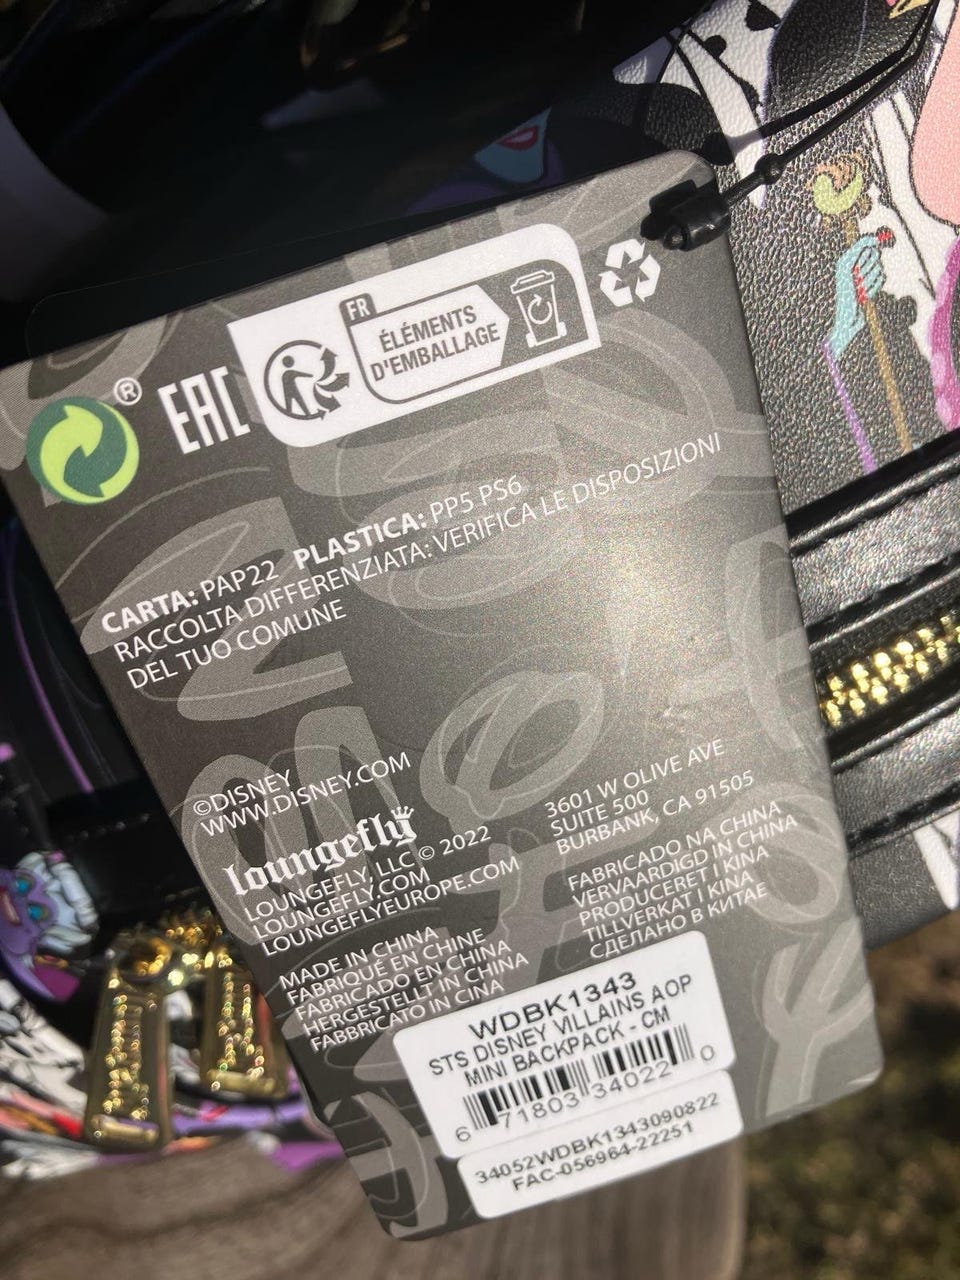 ®
EAC
FR
ÉLÉMENTS
D'EMBALLAGE
CARTA: PAP22 PLASTICA: PP5 PS6
RACCOLTA DIFFERENZIATA: VERIFICA LE DISPOSIZIONI
DEL TUO COMUNE
©DISNEY
WWW.DISNEY.COM
loungefly
LOUNGEFLY, LLC © 2022
LOUNGEFLY.COM
LOUNGEFLYEUROPE.COM
3601 W OLIVE AVE
SUITE 500
BURBANK, CA 91505
MADE IN CHINA
FABRIQUÉ EN CHINE
FABRICADO EN CHINA
HERGESTELLT IN CHINA
FABBRICATO IN CINA
FABRICADO NA CHINA
VERVAARDIGD IN CHINA
PRODUCERET I KINA
TILLVERKAT I KINA
СДЕЛАНО В КИТАЕ
WDBK1343
STS DISNEY VILLAINS AOP
MINI BACKPACK - CM
6 71803 34022 0
34052WDBK1343090822
FAC-056964-22251